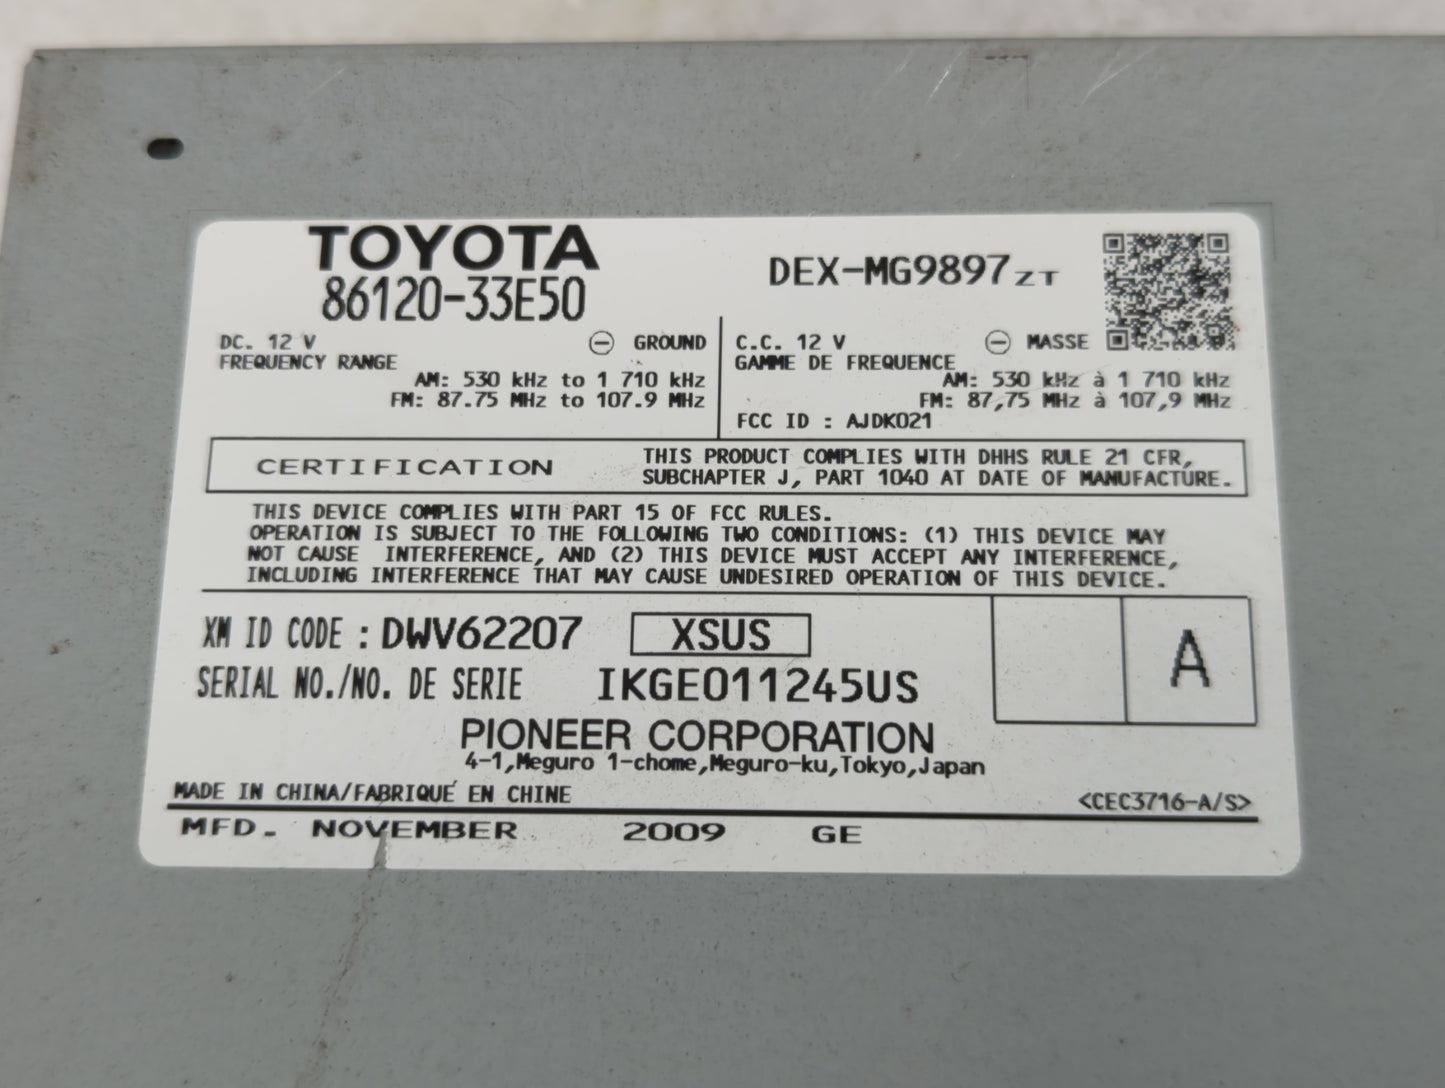 TOYOTA
86120-33E50
DEX-MG9897ZT
DC. 12 V ⊖ GROUND
FREQUENCY RANGE
AM: 530 kHz to 1 710 kHz
FM: 87.75 MHz to 107.9 MHz
C.C. 12 V ⊖ MASSE
GAMME DE FREQUENCE
AM: 530 kHz à 1 710 kHz
FM: 87,75 MHz à 107,9 MHz
FCC ID : AJDK021
CERTIFICATION
THIS PRODUCT COMPLIES WITH DHHS RULE 21 CFR,
SUBCHAPTER J, PART 1040 AT DATE OF MANUFACTURE.
THIS DEVICE COMPLIES WITH PART 15 OF FCC RULES.
OPERATION IS SUBJECT TO THE FOLLOWING TWO CONDITIONS: (1) THIS DEVICE MAY
NOT CAUSE INTERFERENCE, AND (2) THIS DEVICE MUST ACCEPT ANY INTERFERENCE,
INCLUDING INTERFERENCE THAT MAY CAUSE UNDESIRED OPERATION OF THIS DEVICE.
XM ID CODE : DWV62207 XSUS
SERIAL NO./NO. DE SERIE IKGE011245US
A
PIONEER CORPORATION
4-1,Meguro 1-chome,Meguro-ku,Tokyo,Japan
MADE IN CHINA/FABRIQUÉ EN CHINE <CEC3716-A/S>
MFD. NOVEMBER 2009 GE